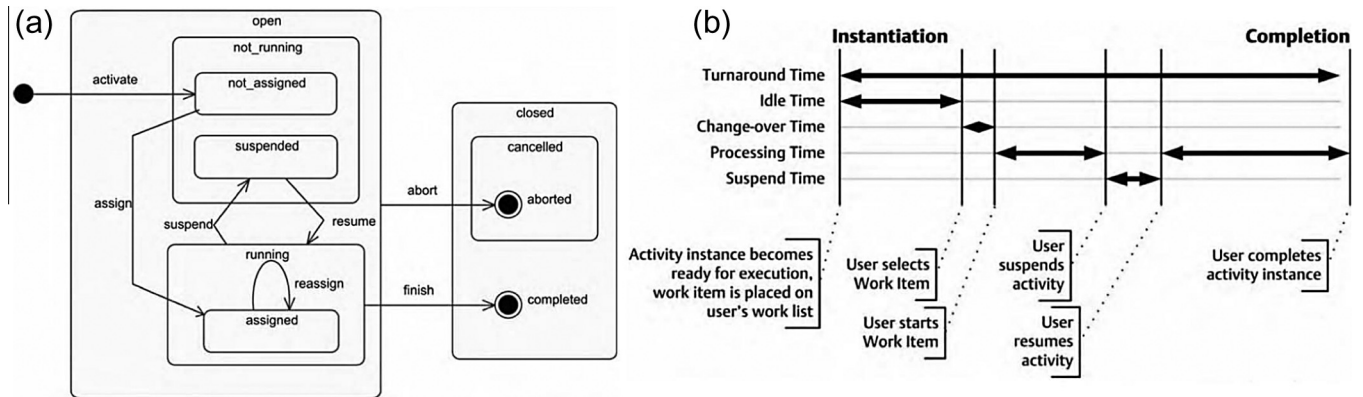 (a)
open
not_running
activate
not_assigned
suspended
assign
suspend
resume
running
reassign
assigned
abort
finish
closed
cancelled
aborted
completed
(b)
Instantiation
Completion
Turnaround Time
Idle Time
Change-over Time
Processing Time
Suspend Time
Activity instance becomes
ready for execution,
work item is placed on
user's work list
User selects
Work Item
User starts
Work Item
User
suspends
activity
User
resumes
activity
User completes
activity instance